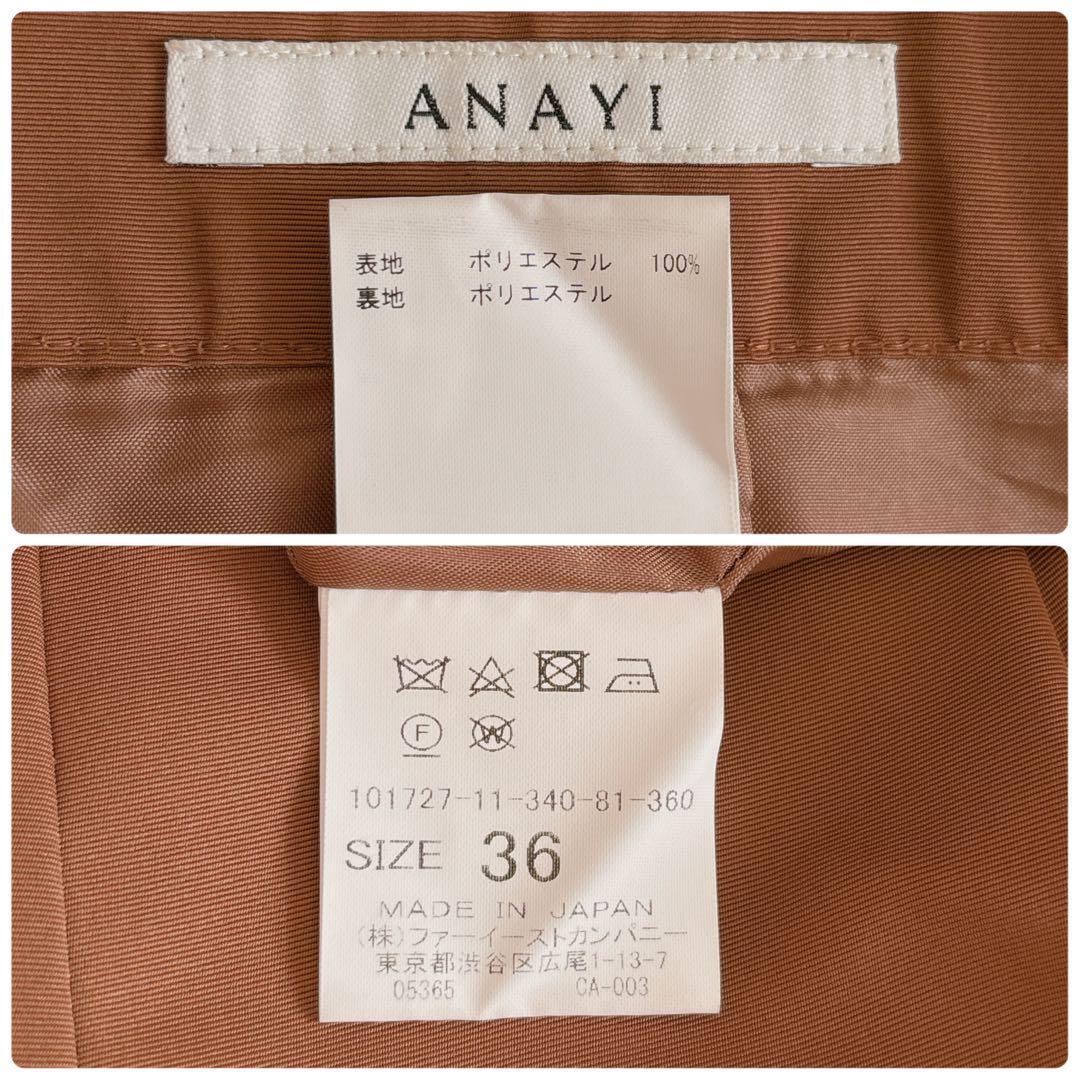 ANAYI
表地 ポリエステル 100%
裏地 ポリエステル
F W
101727-11-340-81-360
SIZE 36
MADE IN JAPAN
(株)ファーイーストカンパニー
東京都渋谷区広尾1-13-7
05365 CA-003